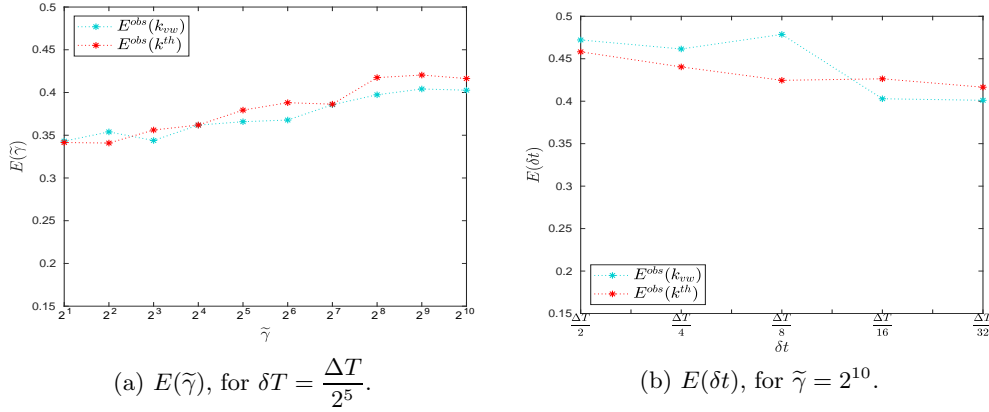 0.5
0.45
0.4
0.35
0.3
0.25
0.2
0.15
E(γ̃)
E^{obs}(k_{vw})
E^{obs}(k^{th})
2^1 2^2 2^3 2^4 2^5 2^6 2^7 2^8 2^9 2^{10}
γ̃
(a) E(γ̃), for δT = ΔT/2^5.
0.5
0.45
0.4
0.35
0.3
0.25
0.2
0.15
E(δt)
E^{obs}(k_{vw})
E^{obs}(k^{th})
ΔT/2 ΔT/4 ΔT/8 ΔT/16 ΔT/32
δt
(b) E(δt), for γ̃ = 2^{10}.